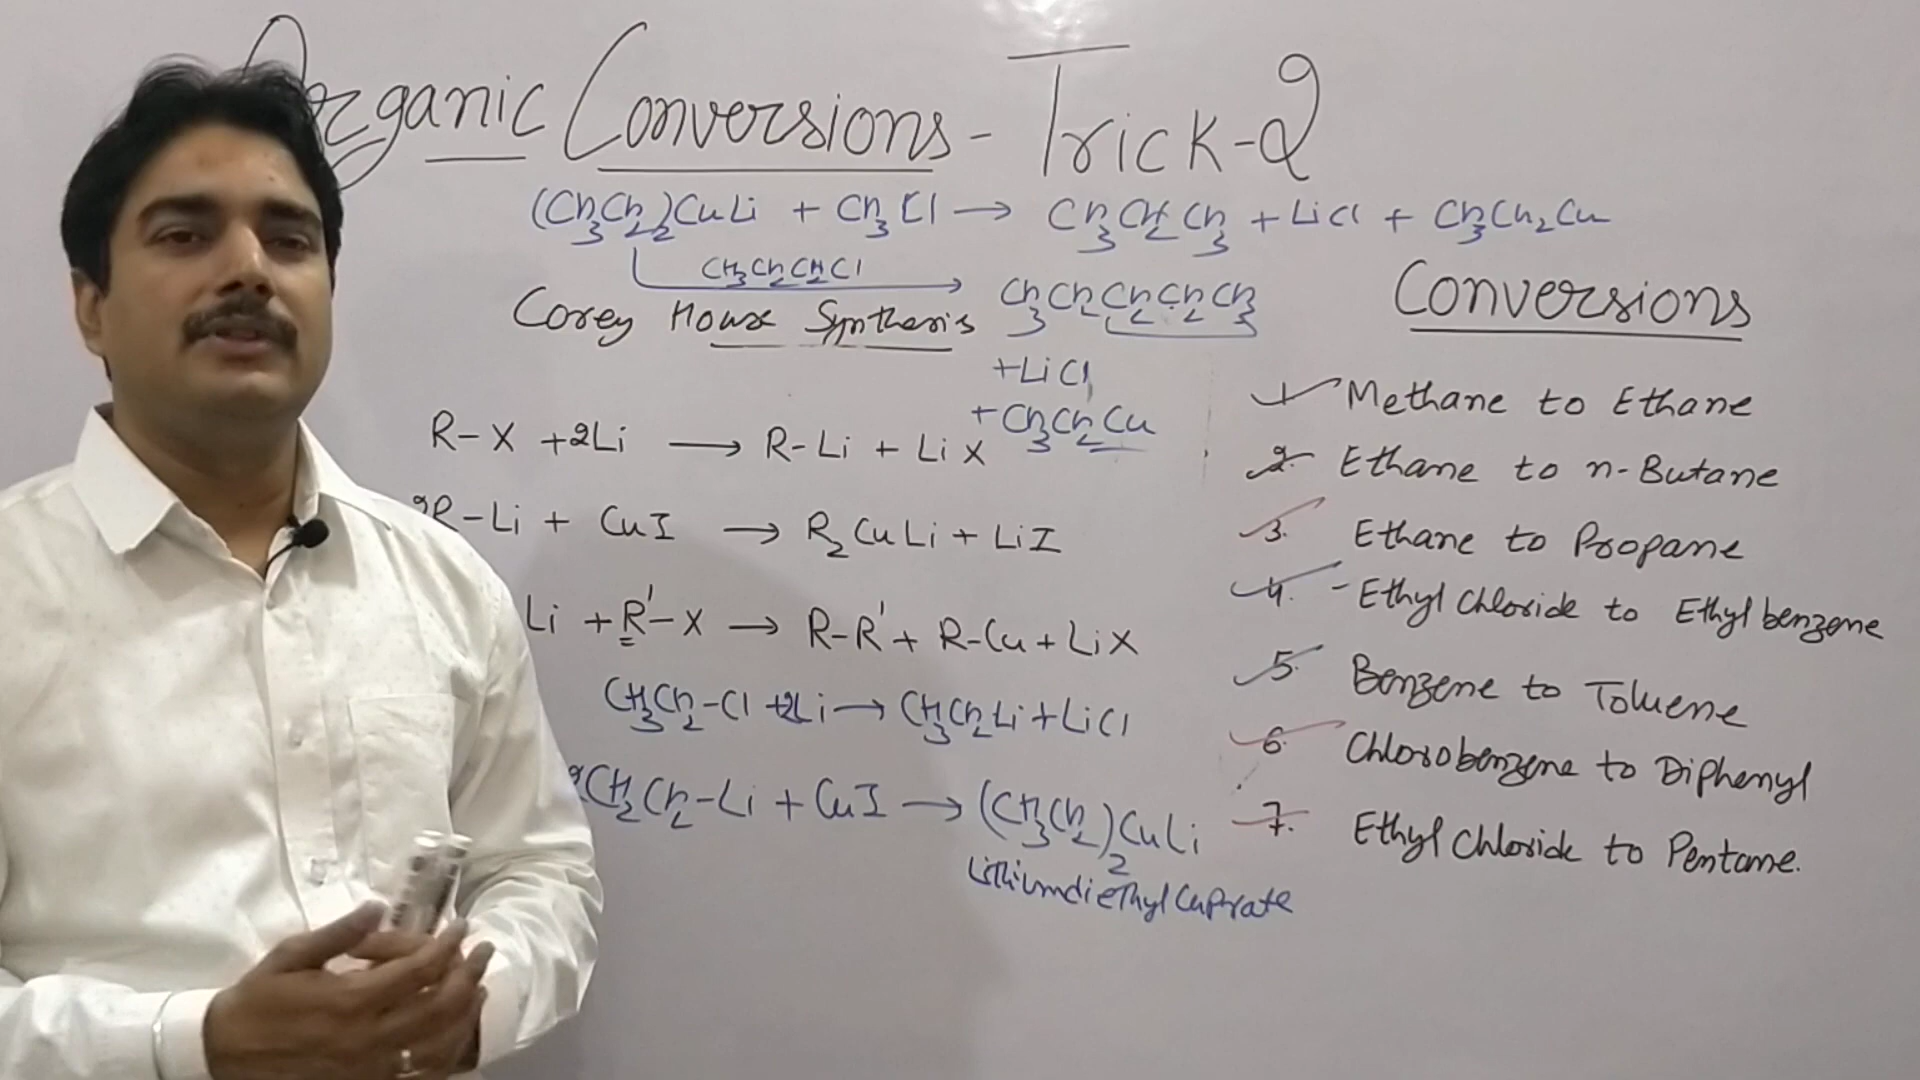 Organic Conversions - Trick-2
(CH3CH2)2CuLi + CH3Cl → CH3CH2CH3 + LiCl + CH3CH2Cu
CH3CH2CH2Cl
CH3CH2CH2CH2CH3
+LiCl
+CH3CH2Cu
Corey House Synthesis
R-X +2Li → R-Li + LiX
2R-Li + CuI → R2CuLi + LiI
Li + R'-X → R-R' + R-Cu + LiX
CH3CH2-Cl +2Li → CH3CH2Li + LiCl
2CH3CH2-Li + CuI → (CH3CH2)2CuLi
Lithiumdiethyl Cuprate
Conversions
1 Methane to Ethane
2. Ethane to n-Butane
3. Ethane to Propane
4. - Ethyl Chloride to Ethyl benzene
5. Benzene to Toluene
6. Chlorobenzene to Diphenyl
7. Ethyl Chloride to Pentane.